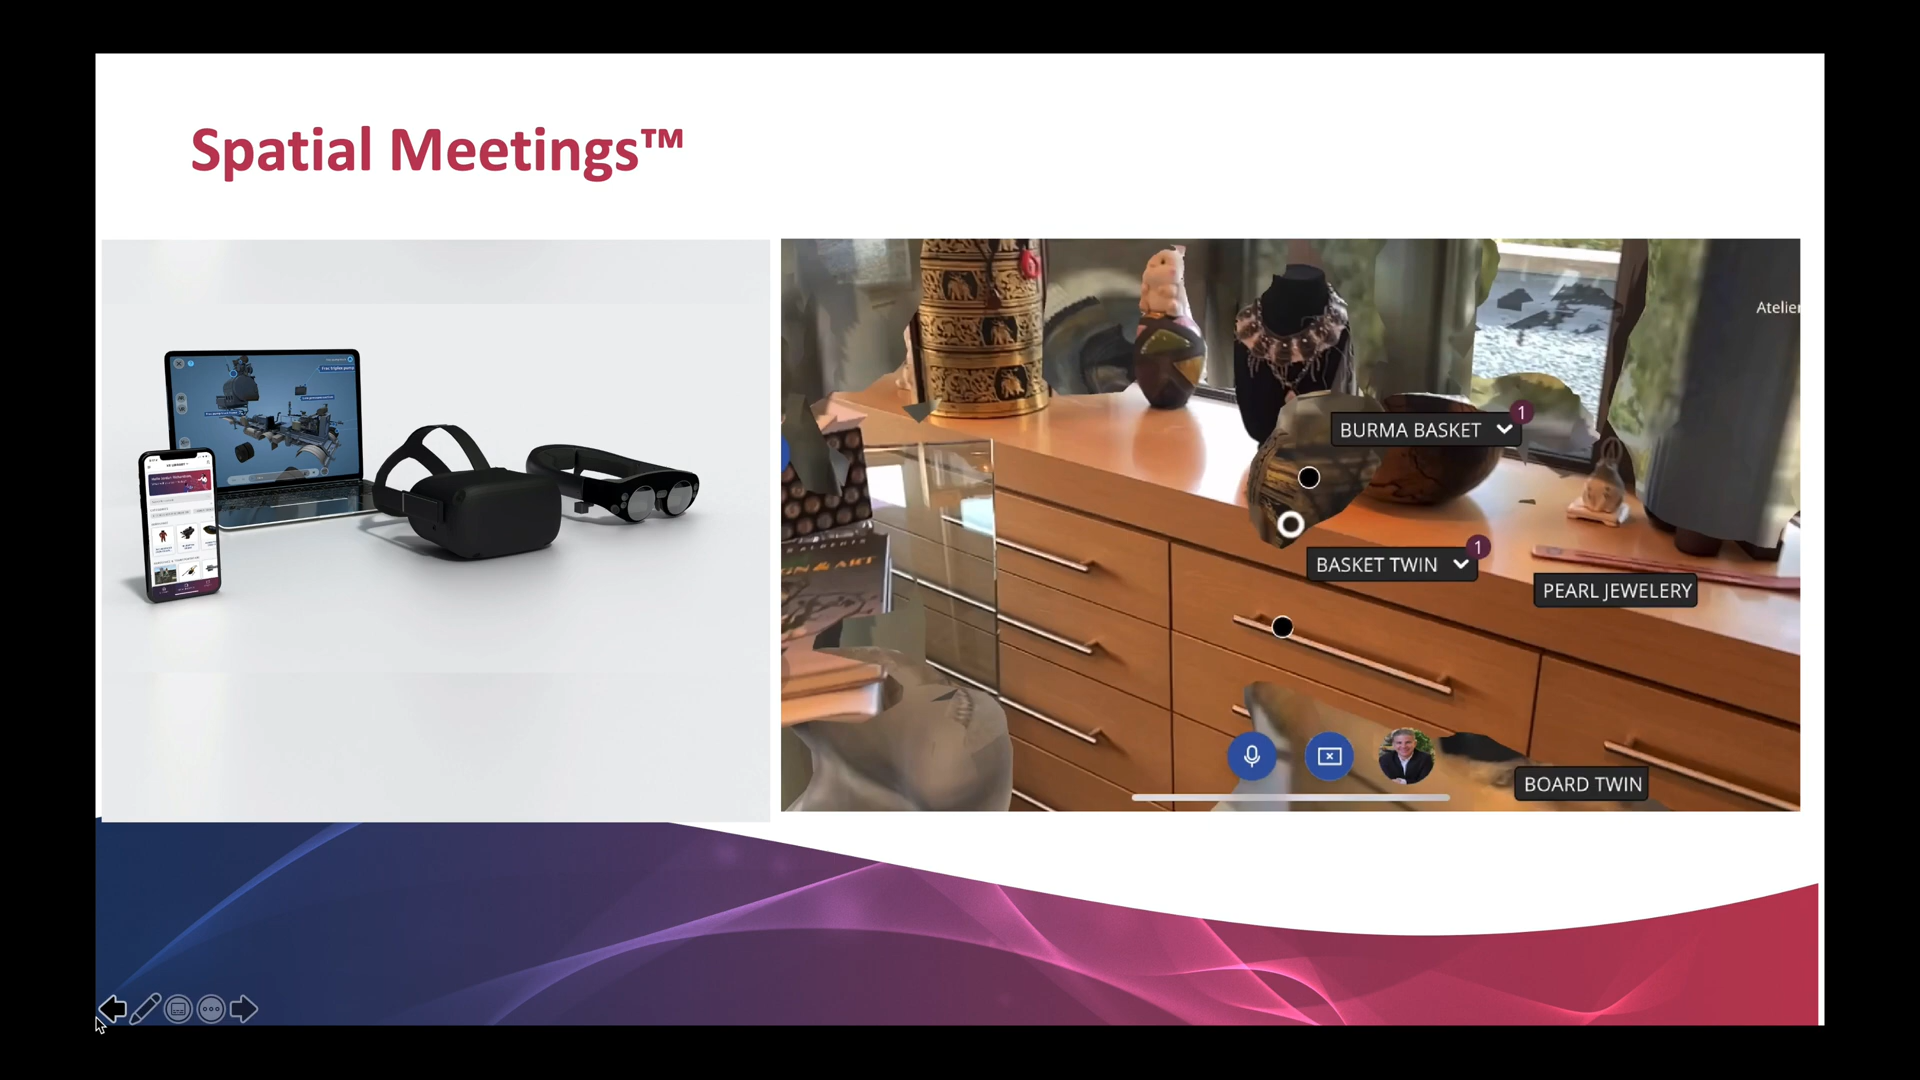 Spatial Meetings™
Atelier
BURMA BASKET
1
BASKET TWIN
1
PEARL JEWELERY
BOARD TWIN